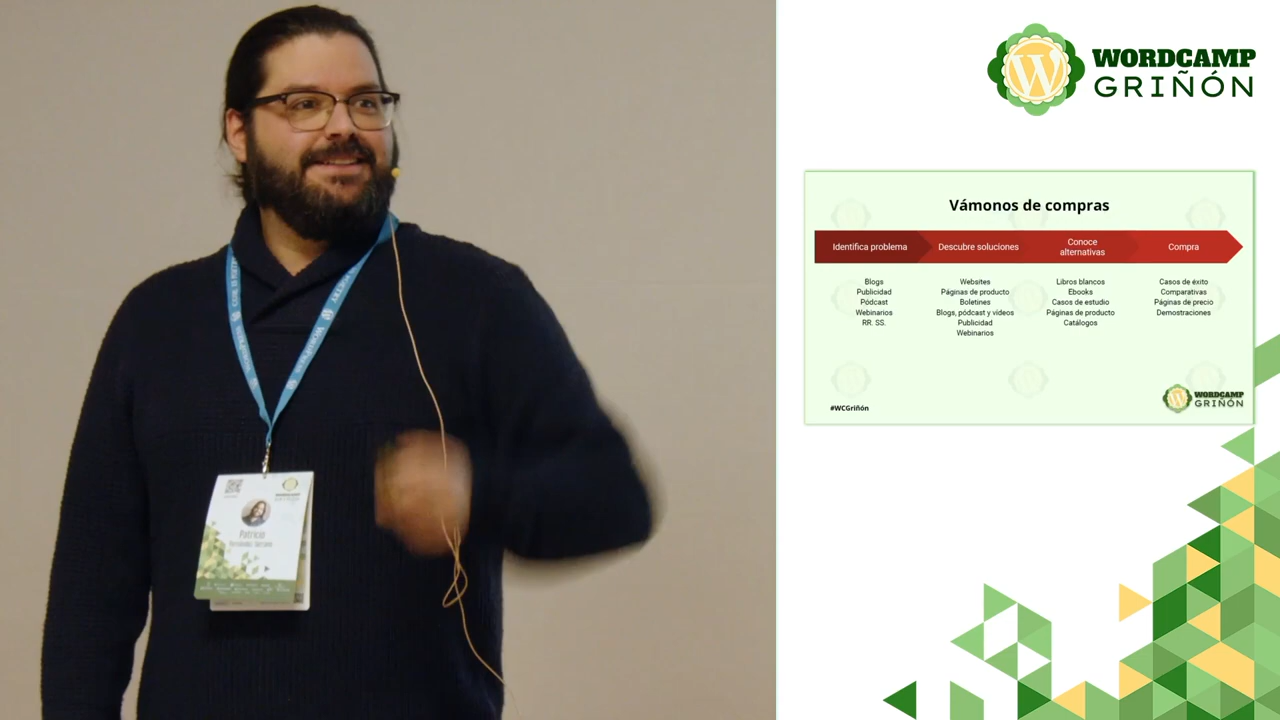 WORDCAMP
GRIÑÓN
Vámonos de compras
Identifica problema
Descubre soluciones
Conoce
alternativas
Compra
Blogs
Publicidad
Pódcast
Webinarios
RR. SS.
Websites
Páginas de producto
Boletines
Blogs, pódcast y vídeos
Publicidad
Webinarios
Libros blancos
Ebooks
Casos de estudio
Páginas de producto
Catálogos
Casos de éxito
Comparativas
Páginas de precio
Demostraciones
#WCGriñón
WORDCAMP
GRIÑÓN
WORDCAMP
GRIÑÓN
Patricio